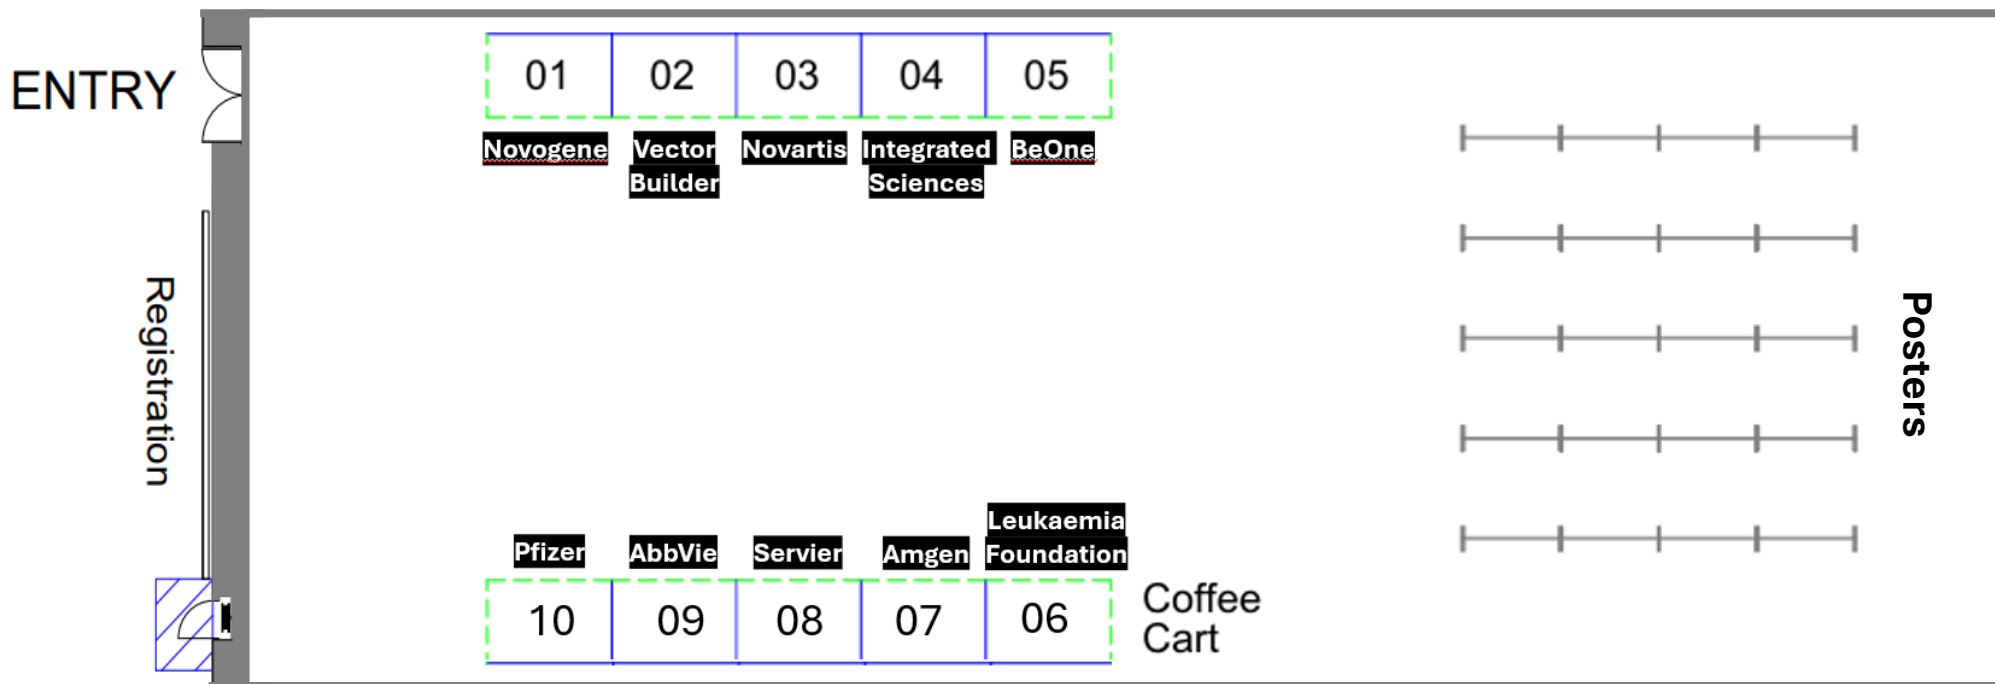 ENTRY
01
02
03
04
05
Novogene
Vector
Builder
Novartis
Integrated
Sciences
BeOne
Registration
Posters
Pfizer
AbbVie
Servier
Amgen
Leukaemia
Foundation
10
09
08
07
06
Coffee
Cart